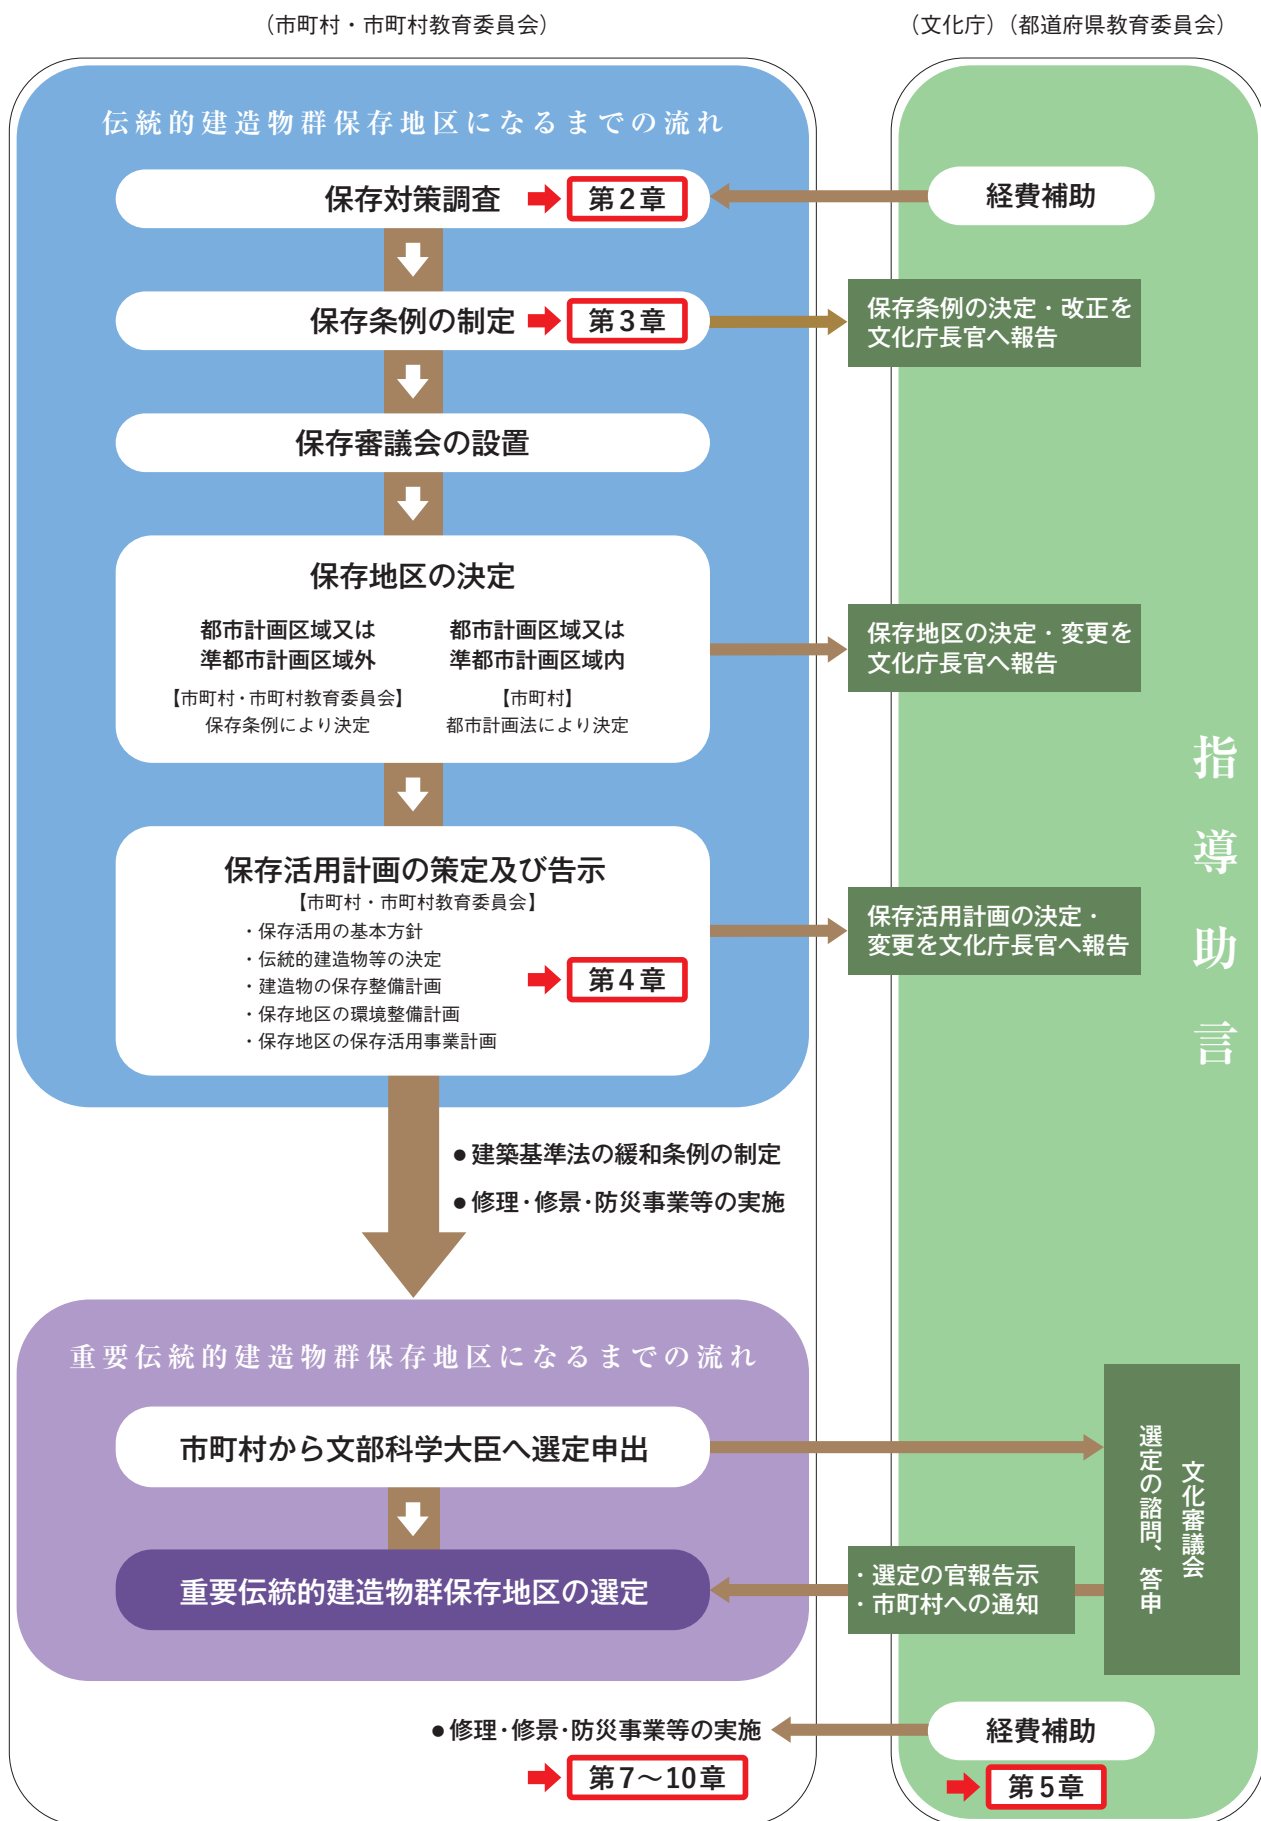 （市町村・市町村教育委員会）
（文化庁）（都道府県教育委員会）
伝統的建造物群保存地区になるまでの流れ
保存対策調査
第2章
経費補助
保存条例の制定
第3章
保存条例の決定・改正を
文化庁長官へ報告
保存審議会の設置
保存地区の決定
都市計画区域又は
準都市計画区域外
【市町村・市町村教育委員会】
保存条例により決定
都市計画区域又は
準都市計画区域内
【市町村】
都市計画法により決定
保存地区の決定・変更を
文化庁長官へ報告
指導助言
保存活用計画の策定及び告示
【市町村・市町村教育委員会】
・保存活用の基本方針
・伝統的建造物等の決定
・建造物の保存整備計画
・保存地区の環境整備計画
・保存地区の保存活用事業計画
第4章
保存活用計画の決定・
変更を文化庁長官へ報告
●建築基準法の緩和条例の制定
●修理・修景・防災事業等の実施
重要伝統的建造物群保存地区になるまでの流れ
市町村から文部科学大臣へ選定申出
文化審議会
選定の諮問、答申
重要伝統的建造物群保存地区の選定
・選定の官報告示
・市町村への通知
●修理・修景・防災事業等の実施
第7〜10章
経費補助
第5章